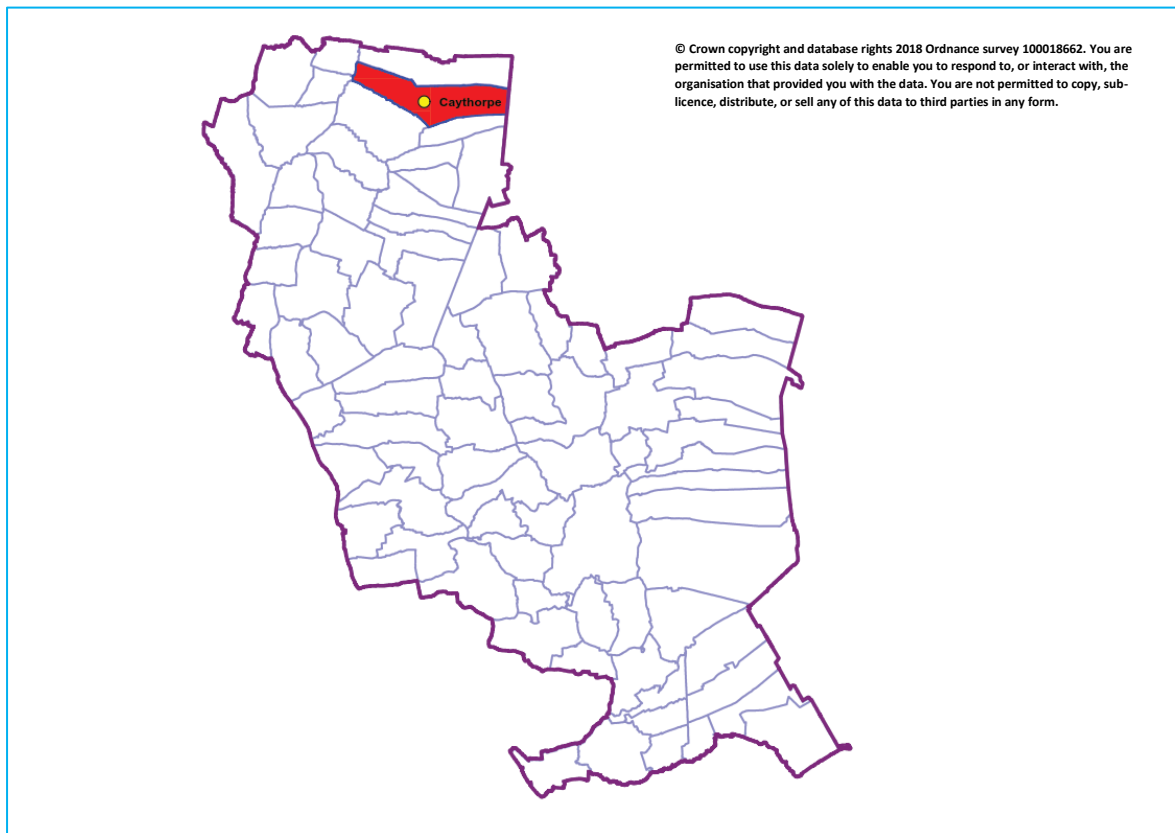 © Crown copyright and database rights 2018 Ordnance survey 100018662. You are
permitted to use this data solely to enable you to respond to, or interact with, the
organisation that provided you with the data. You are not permitted to copy, sub-
licence, distribute, or sell any of this data to third parties in any form.
Caythorpe